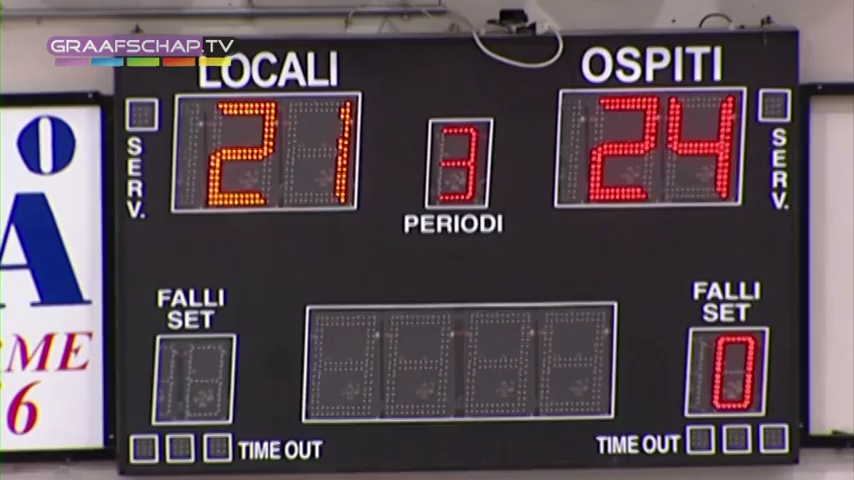 GRAAFSCHAP.TV
LOCALI
OSPITI
21
3
24
SERV.
SERV.
PERIODI
FALLI
SET
FALLI
SET
0
TIME OUT
TIME OUT
ME
6